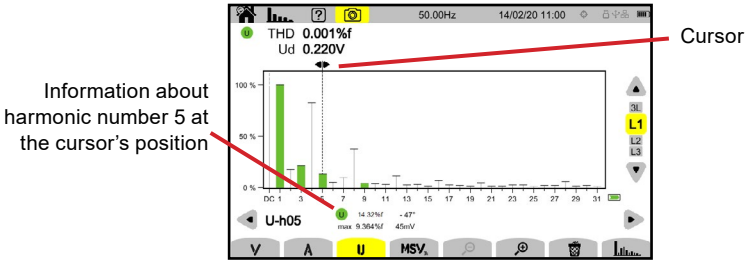 ? 50.00Hz 14/02/20 11:00
U THD 0.001%f
Ud 0.220V
Cursor
Information about
harmonic number 5 at
the cursor's position
100 %
50 %
0 %
3L
L1
L2
L3
DC 1 3 5 7 9 11 13 15 17 19 21 23 25 27 29 31
U-h05
U 14.32%f - 47°
max 9.364%f 45mV
V A U MSV